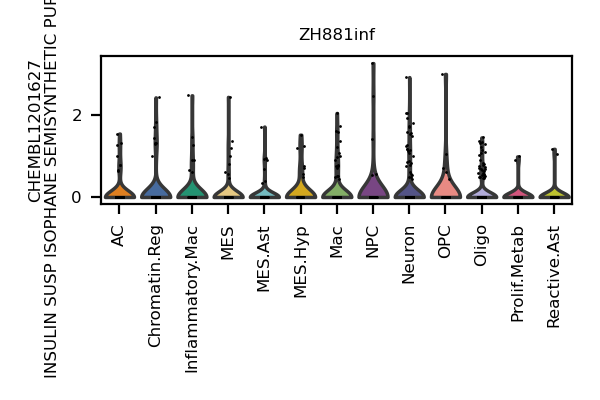 ZH881inf
CHEMBL1201627
INSULIN SUSP ISOPHANE SEMISYNTHETIC
2
0
AC
Chromatin.Reg
Inflammatory.Mac
MES
MES.Ast
MES.Hyp
Mac
NPC
Neuron
OPC
Oligo
Prolif.Metab
Reactive.Ast